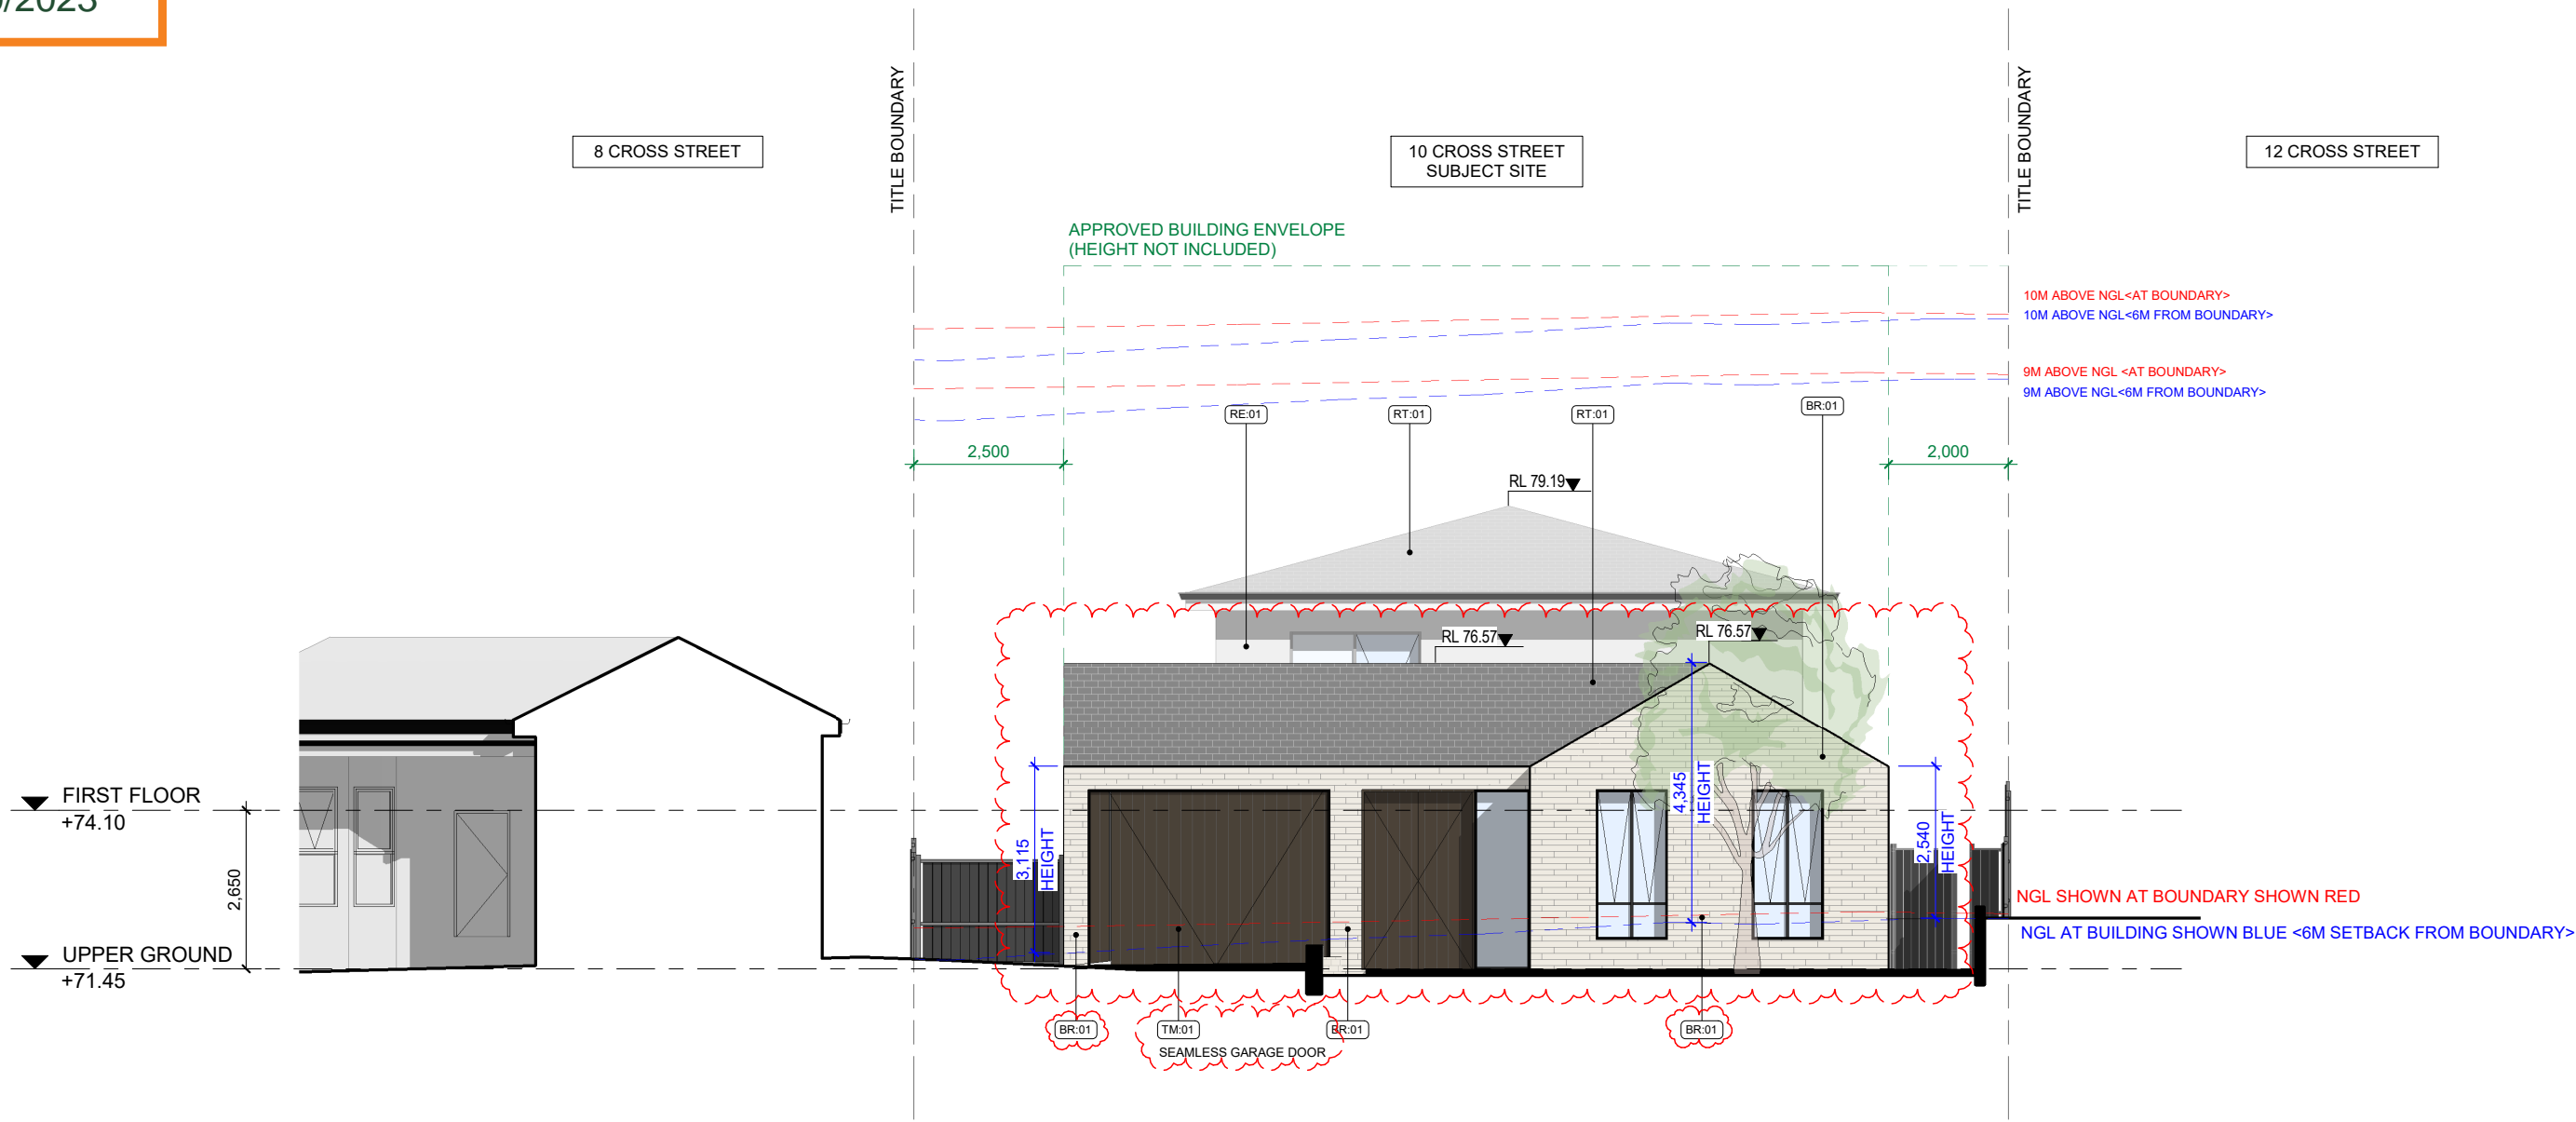 /2023
TITLE BOUNDARY
TITLE BOUNDARY
8 CROSS STREET
10 CROSS STREET
SUBJECT SITE
12 CROSS STREET
APPROVED BUILDING ENVELOPE
(HEIGHT NOT INCLUDED)
10M ABOVE NGL<AT BOUNDARY>
10M ABOVE NGL<6M FROM BOUNDARY>
9M ABOVE NGL <AT BOUNDARY>
9M ABOVE NGL<6M FROM BOUNDARY>
RE:01
RT:01
RT:01
BR:01
2,500
2,000
RL 79.19
RL 76.57
RL 76.57
FIRST FLOOR
+74.10
2,650
UPPER GROUND
+71.45
3,115
HEIGHT
4,345
HEIGHT
2,540
HEIGHT
NGL SHOWN AT BOUNDARY SHOWN RED
NGL AT BUILDING SHOWN BLUE <6M SETBACK FROM BOUNDARY>
BR:01
TM:01
BR:01
BR:01
SEAMLESS GARAGE DOOR